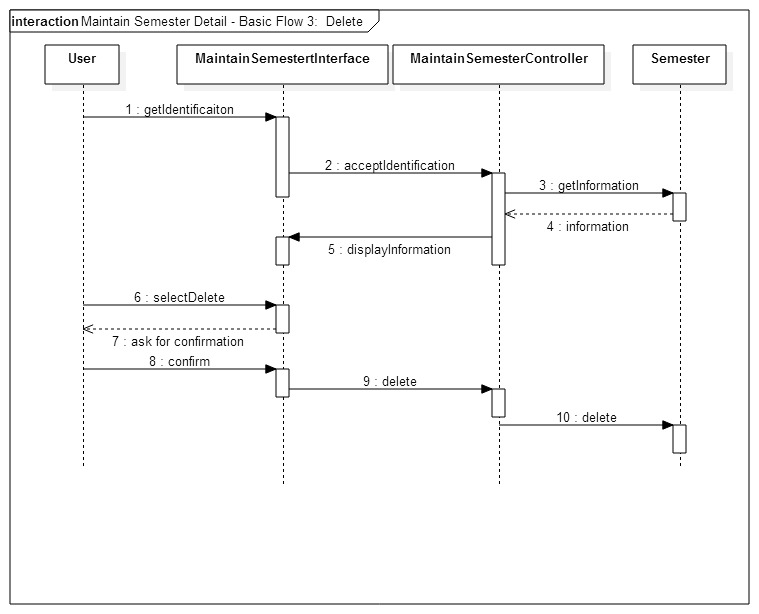 interaction Maintain Semester Detail - Basic Flow 3: Delete
User
MaintainSemestertInterface
MaintainSemesterController
Semester
1 : getIdentificaiton
2 : acceptIdentification
3 : getInformation
4 : information
5 : displayInformation
6 : selectDelete
7 : ask for confirmation
8 : confirm
9 : delete
10 : delete